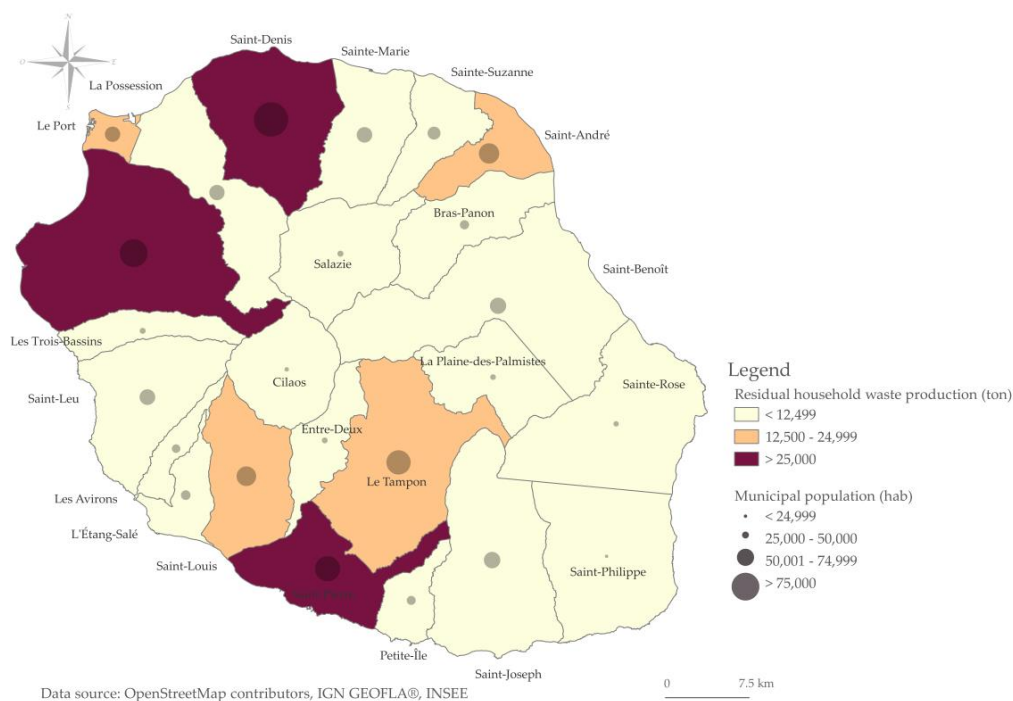 N
O
E
S
Saint-Denis
Sainte-Marie
Sainte-Suzanne
La Possession
Le Port
Saint-André
Bras-Panon
Salazie
Saint-Benoît
Les Trois-Bassins
La Plaine-des-Palmistes
Cilaos
Sainte-Rose
Saint-Leu
Entre-Deux
Le Tampon
Les Avirons
L'Étang-Salé
Saint-Louis
Saint-Philippe
Saint-Pierre
Petite-Île
Saint-Joseph
Legend
Residual household waste production (ton)
< 12,499
12,500 - 24,999
> 25,000
Municipal population (hab)
< 24,999
25,000 - 50,000
50,001 - 74,999
> 75,000
0 7.5 km
Data source: OpenStreetMap contributors, IGN GEOFLA®, INSEE